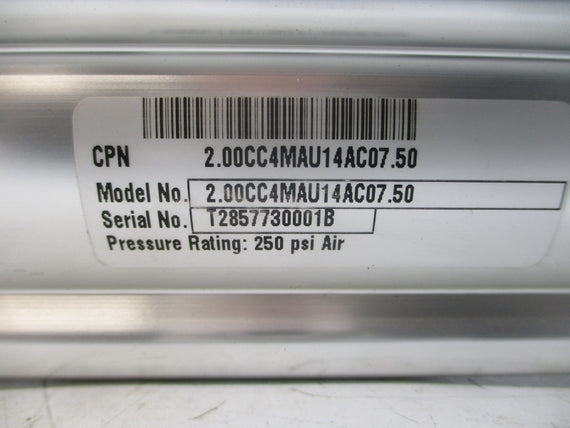 CPN 2.00CC4MAU14AC07.50
Model No. 2.00CC4MAU14AC07.50
Serial No. T2857730001B
Pressure Rating: 250 psi Air